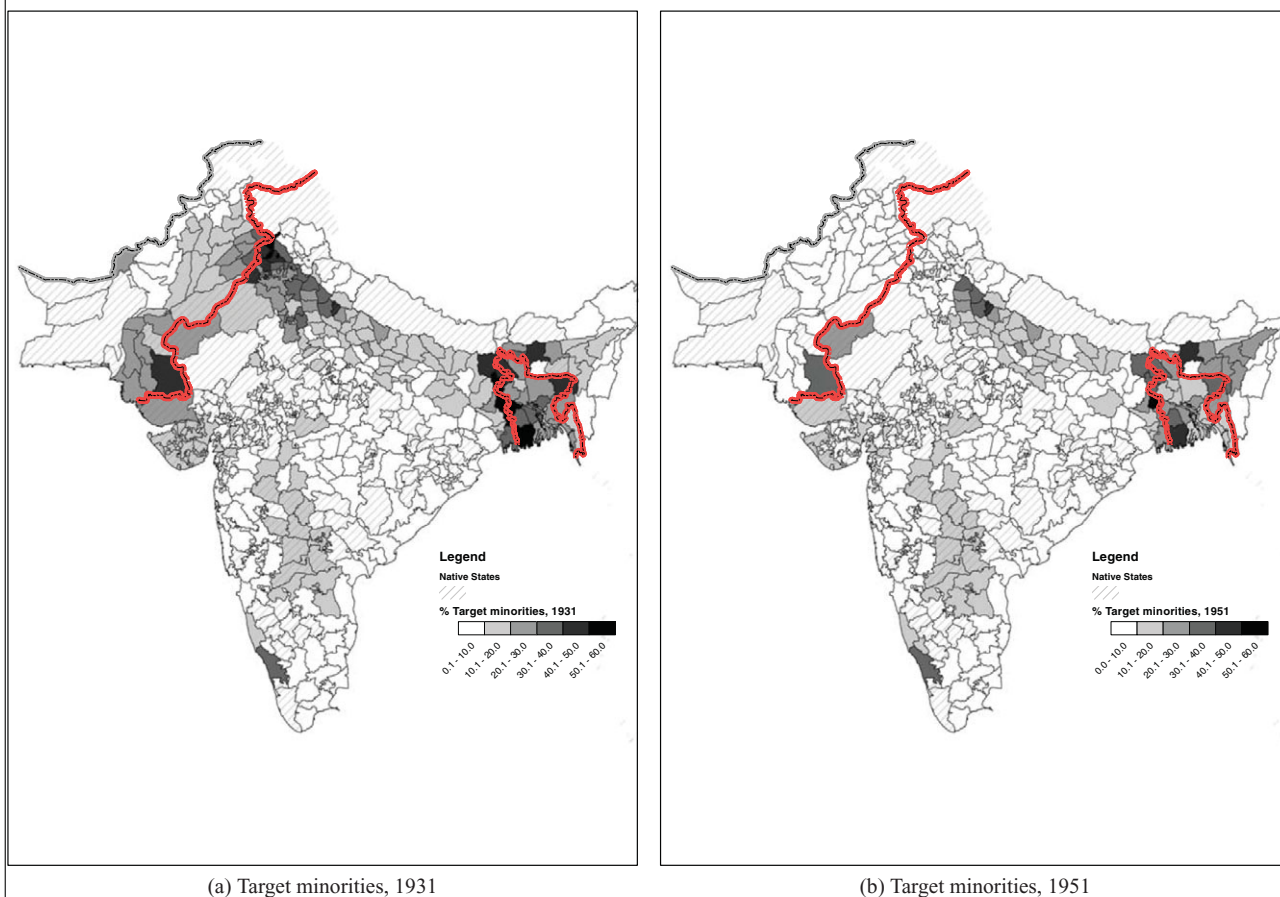 Legend
Native States
% Target minorities, 1931
0.1 - 10.0
10.1 - 20.0
20.1 - 30.0
30.1 - 40.0
40.1 - 50.0
50.1 - 60.0
(a) Target minorities, 1931
Legend
Native States
% Target minorities, 1951
0.0 - 10.0
10.1 - 20.0
20.1 - 30.0
30.1 - 40.0
40.1 - 50.0
50.1 - 60.0
(b) Target minorities, 1951